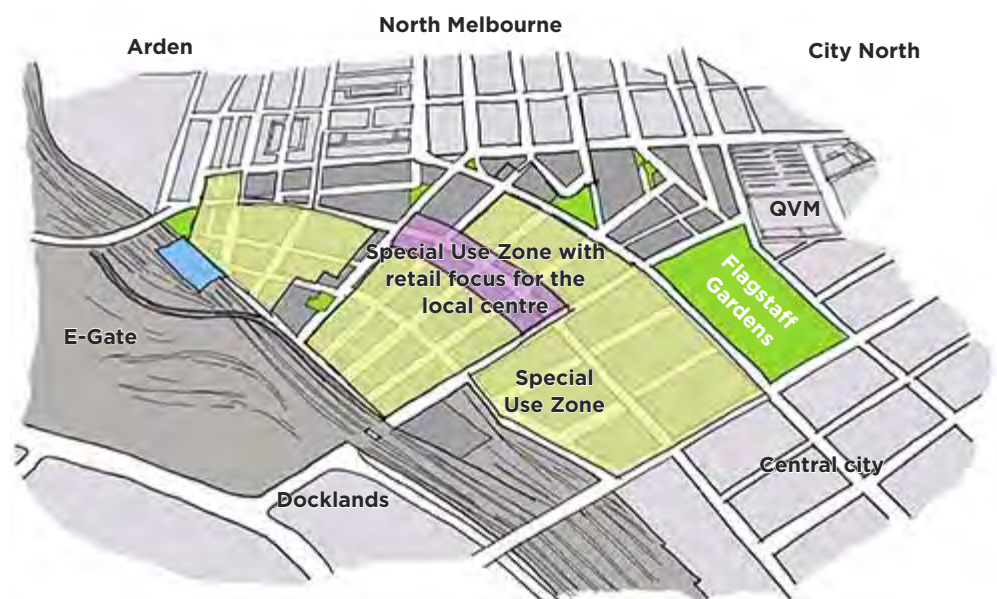 North Melbourne
Arden
City North
QVM
Special Use Zone with
retail focus for the
local centre
Flagstaff
Gardens
E-Gate
Special
Use Zone
Central city
Docklands